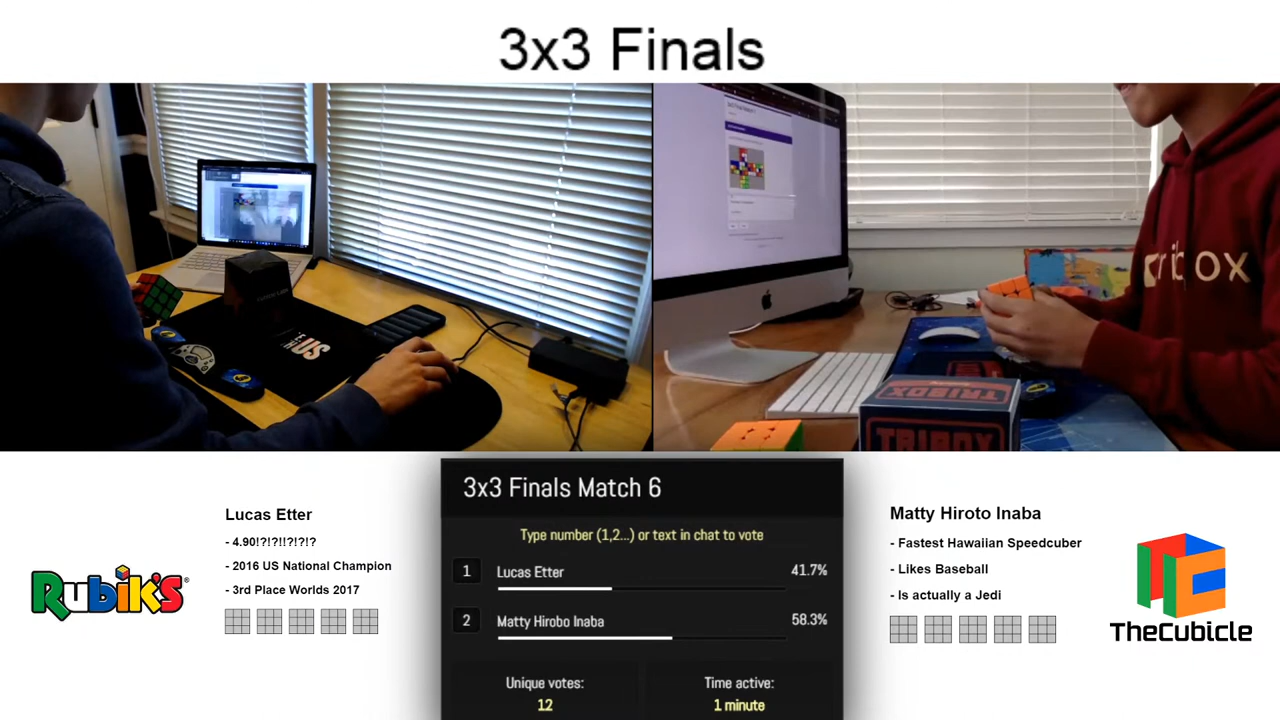 3x3 Finals
US
ribox
TRIBOX
TRIBOX
Lucas Etter
- 4.90!?!?!!?!?!?
- 2016 US National Champion
- 3rd Place Worlds 2017
Rubik's
3x3 Finals Match 6
Type number (1,2...) or text in chat to vote
1 Lucas Etter 41.7%
2 Matty Hirobo Inaba 58.3%
Unique votes: Time active:
12 1 minute
Matty Hiroto Inaba
- Fastest Hawaiian Speedcuber
- Likes Baseball
- Is actually a Jedi
TheCubicle